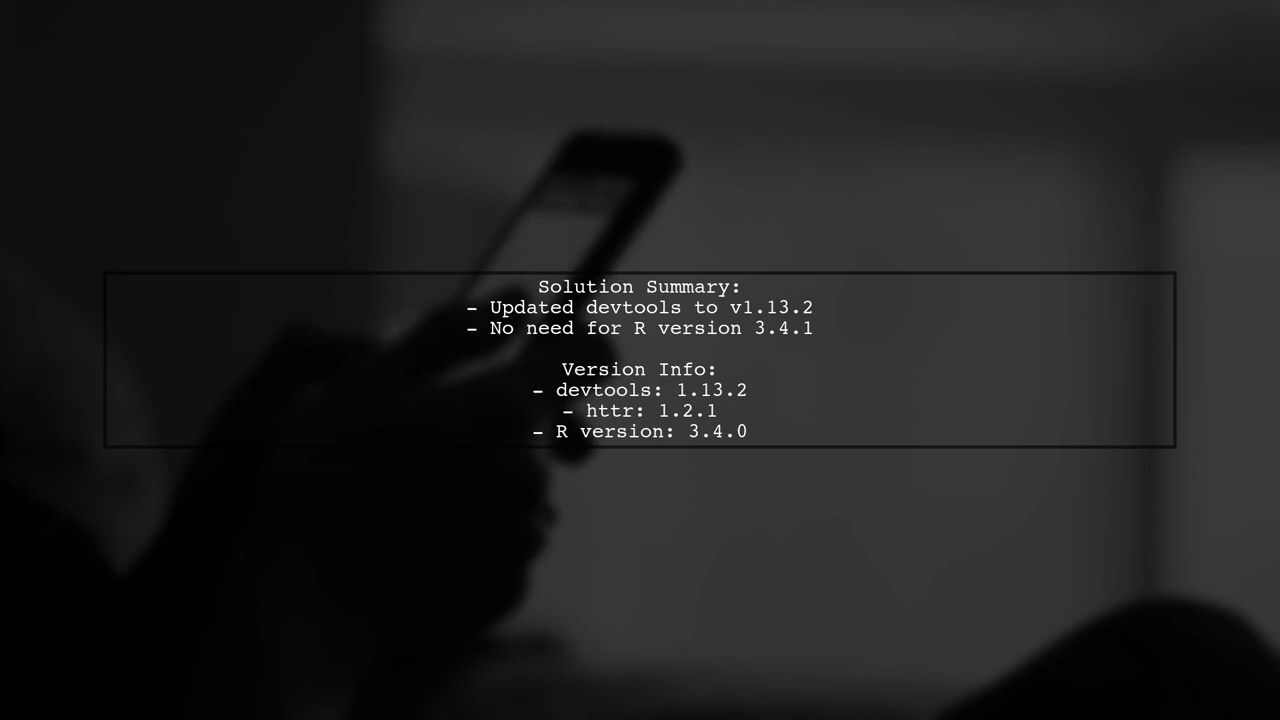 Solution Summary:
- Updated devtools to v1.13.2
- No need for R version 3.4.1
Version Info:
- devtools: 1.13.2
- httr: 1.2.1
- R version: 3.4.0